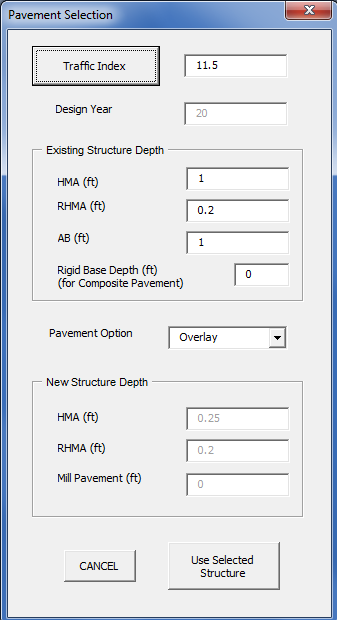 Pavement Selection
Traffic Index 11.5
Design Year 20
Existing Structure Depth
HMA (ft) 1
RHMA (ft) 0.2
AB (ft) 1
Rigid Base Depth (ft) 0
(for Composite Pavement)
Pavement Option Overlay
New Structure Depth
HMA (ft) 0.25
RHMA (ft) 0.2
Mill Pavement (ft) 0
CANCEL
Use Selected
Structure